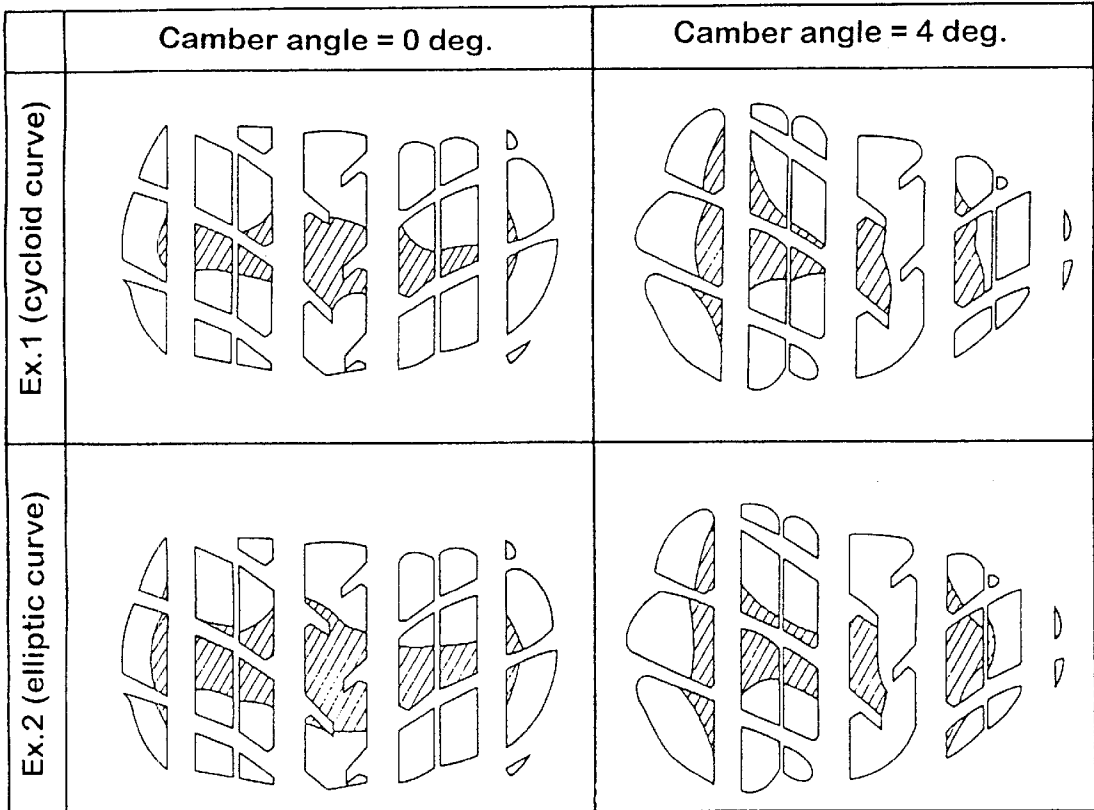 Camber angle = 0 deg.
Camber angle = 4 deg.
Ex.1 (cycloid curve)
Ex.2 (elliptic curve)